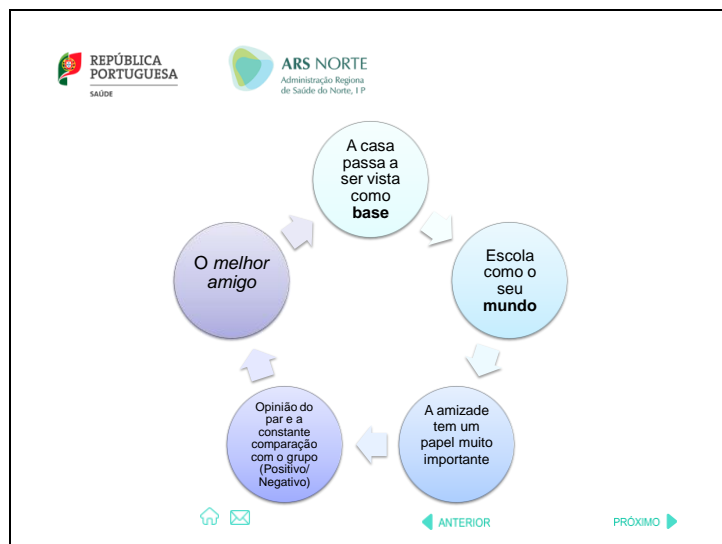 REPÚBLICA
PORTUGUESA
SAÚDE
ARS NORTE
Administração Regiona
de Saúde do Norte, I P
A casa
passa a
ser vista
como
base
Escola
como o
seu
mundo
A amizade
tem um
papel muito
importante
Opinião do
par e a
constante
comparação
com o grupo
(Positivo/
Negativo)
O melhor
amigo
ANTERIOR
PRÓXIMO